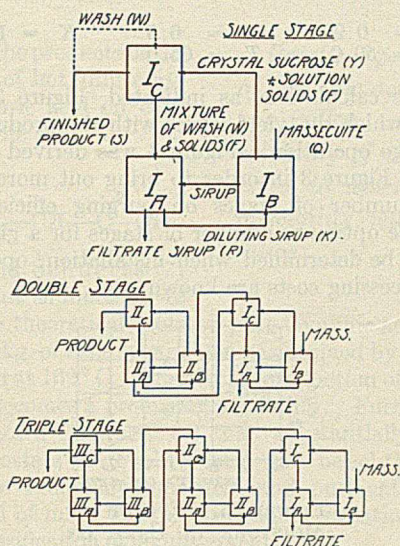 WASH (W)
SINGLE STAGE
CRYSTAL SUCROSE (Y)
* SOLUTION
SOLIDS (F)
I C
FINISHED
PRODUCT (S)
MIXTURE
OF WASH (W)
& SOLIDS (F)
MASSECUITE
(Q)
I A
SIRUP
I B
DILUTING SIRUP (K).
FILTRATE SIRUP (R)
DOUBLE STAGE
II C
I C
PRODUCT
MASS.
II A
II B
I A
I B
FILTRATE
TRIPLE STAGE
III C
II C
I C
PRODUCT
MASS.
III A
III B
II A
II B
I A
I B
FILTRATE